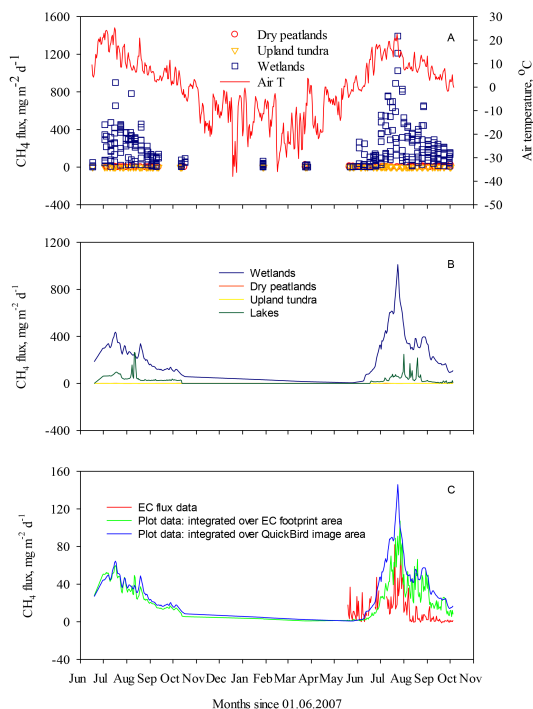 1600
1200
800
400
0
-400
CH4 flux, mg m-2 d-1
A
Dry peatlands
Upland tundra
Wetlands
Air T
30
20
10
0
-10
-20
-30
-40
-50
Air temperature, oC
1200
800
400
0
-400
CH4 flux, mg m-2 d-1
B
Wetlands
Dry peatlands
Upland tundra
Lakes
160
120
80
40
0
-40
CH4 flux, mg m-2 d-1
C
EC flux data
Plot data: integrated over EC footprint area
Plot data: integrated over QuickBird image area
Jun Jul Aug Sep Oct Nov Dec Jan Feb Mar Apr May Jun Jul Aug Sep Oct
Months since 01.06.2007